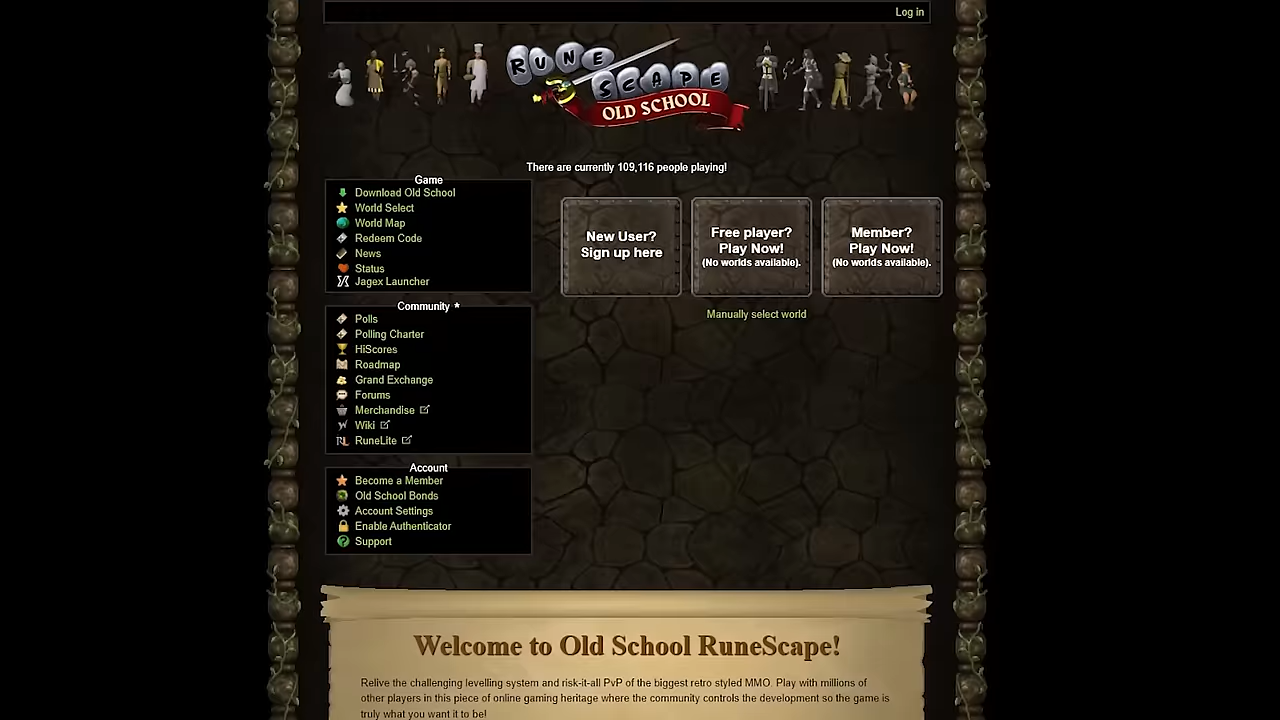 Log in
RUNE
SCAPE
OLD SCHOOL
There are currently 109,116 people playing!
Game
Download Old School
World Select
World Map
Redeem Code
News
Status
Jagex Launcher
New User?
Sign up here
Free player?
Play Now!
(No worlds available).
Member?
Play Now!
(No worlds available).
Manually select world
Community *
Polls
Polling Charter
HiScores
Roadmap
Grand Exchange
Forums
Merchandise
Wiki
RuneLite
Account
Become a Member
Old School Bonds
Account Settings
Enable Authenticator
Support
Welcome to Old School RuneScape!
Relive the challenging levelling system and risk-it-all PvP of the biggest retro styled MMO. Play with millions of
other players in this piece of online gaming heritage where the community controls the development so the game is
truly what you want it to be!